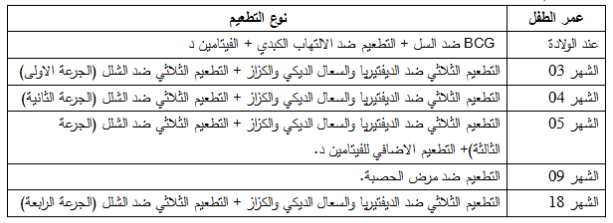 عمر الطفل	نوع التطعيم
عند الولادة	BCG ضد السل + التطعيم ضد الالتهاب الكبدي + الفيتامين د
الشهر 03	التطعيم الثلاثي ضد الديفتيريا والسعال الديكي والكزاز + التطعيم الثلاثي ضد الشلل (الجرعة الاولى)
الشهر 04	التطعيم الثلاثي ضد الديفتيريا والسعال الديكي والكزاز + التطعيم الثلاثي ضد الشلل (الجرعة الثانية)
الشهر 05	التطعيم الثلاثي ضد الديفتيريا والسعال الديكي والكزاز + التطعيم الثلاثي ضد الشلل (الجرعة
الثالثة)+ التطعيم الاضافي للفيتامين د.
الشهر 09	التطعيم ضد مرض الحصبة.
الشهر 18	التطعيم الثلاثي ضد الديفتيريا والسعال الديكي والكزاز + التطعيم الثلاثي ضد الشلل (الجرعة الرابعة)